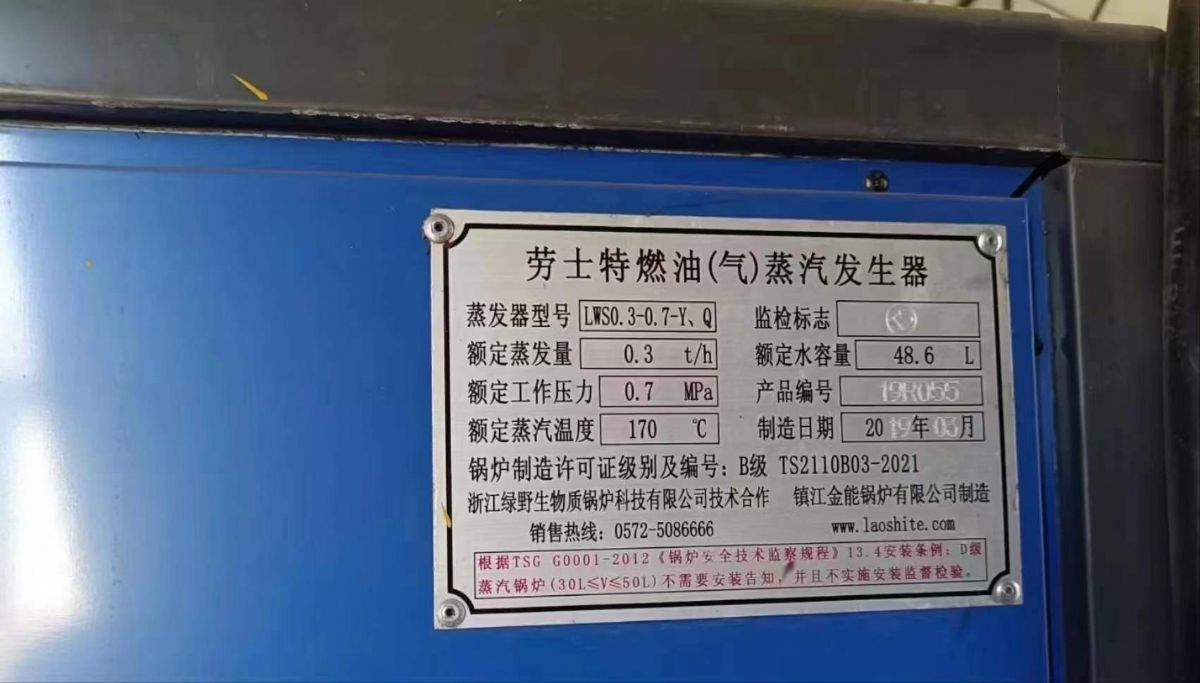 劳士特燃油(气)蒸汽发生器
蒸发器型号 LWS0.3-0.7-Y、Q 监检标志
额定蒸发量 0.3 t/h 额定水容量 48.6 L
额定工作压力 0.7 MPa 产品编号 19R055
额定蒸汽温度 170 ℃ 制造日期 2019年03月
锅炉制造许可证级别及编号: B级 TS2110B03-2021
浙江绿野生物质锅炉科技有限公司技术合作 镇江金能锅炉有限公司制造
销售热线: 0572-5086666 www.laoshite.com
根据TSG G0001-2012《锅炉安全技术监察规程》13.4安装条例: D级
蒸汽锅炉(30L≤V≤50L)不需要安装告知, 并且不实施安装监督检验。